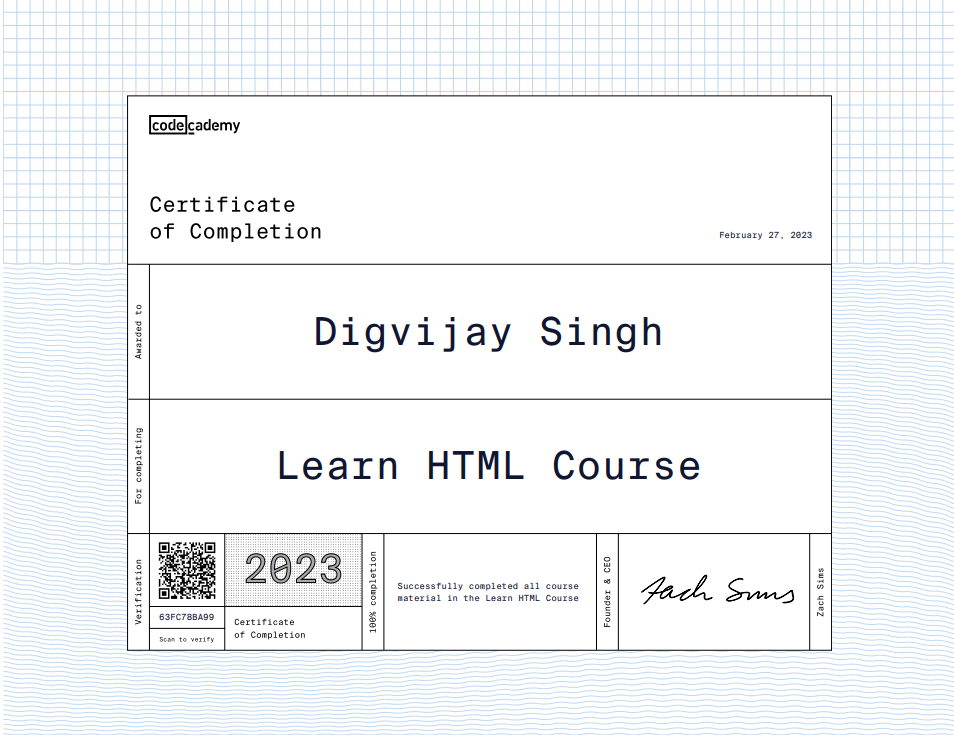 codecademy
Certificate
of Completion
February 27, 2023
Awarded to
Digvijay Singh
For completing
Learn HTML Course
Verification
63FC78BA99
Scan to verify
2023
Certificate
of Completion
100% completion
Successfully completed all course
material in the Learn HTML Course
Founder & CEO
Zach Sims
Zach Sims